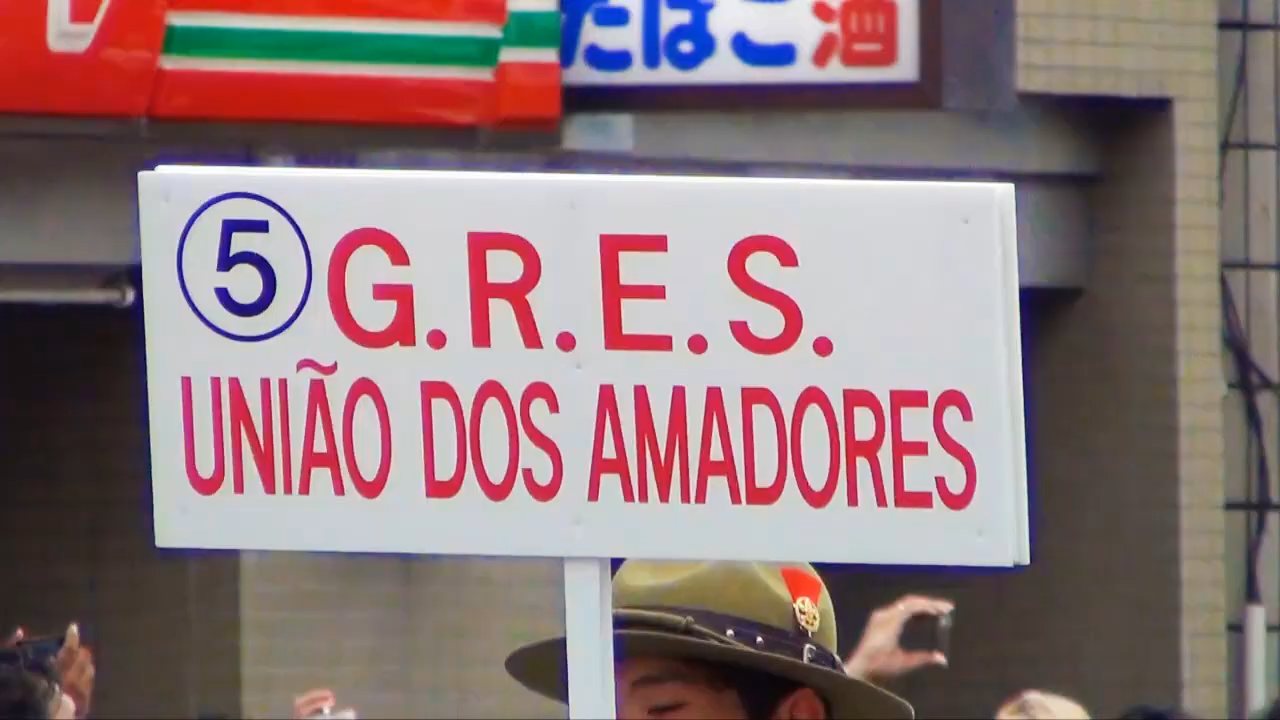 たばこ 酒
⑤ G.R.E.S.
UNIÃO DOS AMADORES